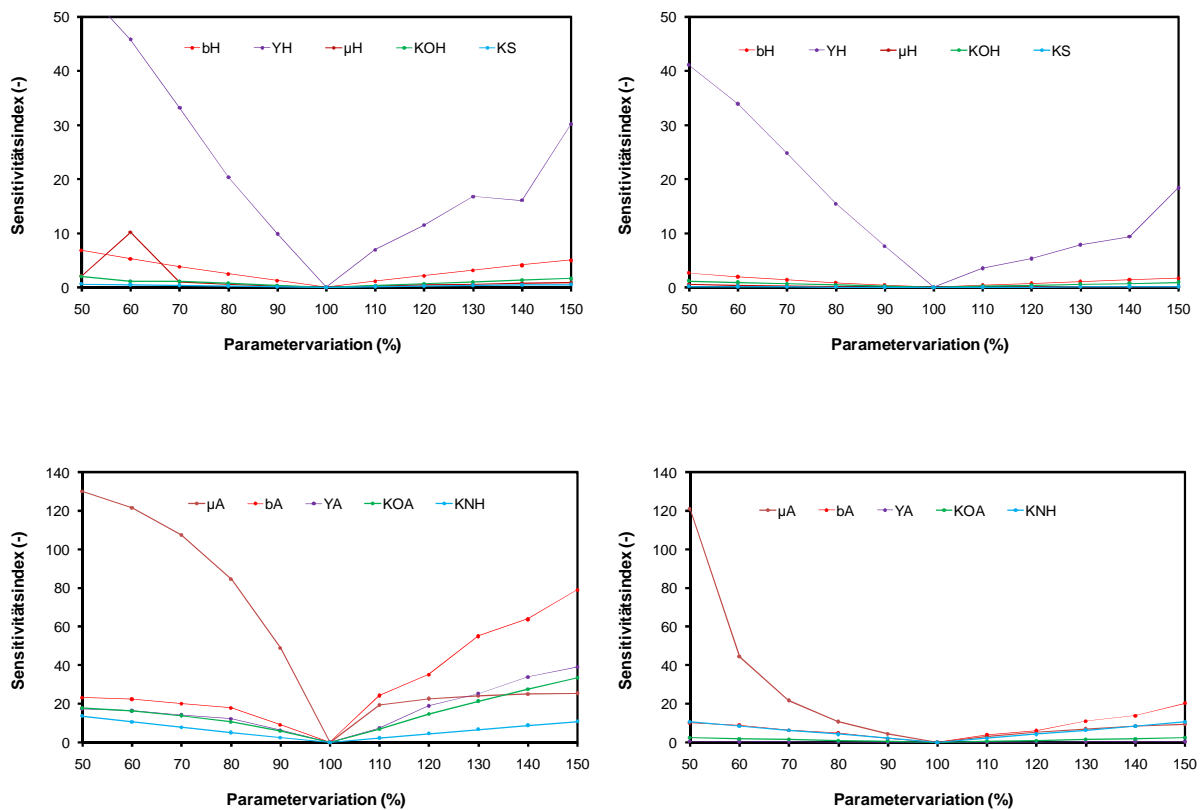 50
40
30
20
10
0
Sensitivitätsindex (-)
bH YH µH KOH KS
50 60 70 80 90 100 110 120 130 140 150
Parametervariation (%)
50
40
30
20
10
0
Sensitivitätsindex (-)
bH YH µH KOH KS
50 60 70 80 90 100 110 120 130 140 150
Parametervariation (%)
140
120
100
80
60
40
20
0
Sensitivitätsindex (-)
µA bA YA KOA KNH
50 60 70 80 90 100 110 120 130 140 150
Parametervariation (%)
140
120
100
80
60
40
20
0
Sensitivitätsindex (-)
µA bA YA KOA KNH
50 60 70 80 90 100 110 120 130 140 150
Parametervariation (%)